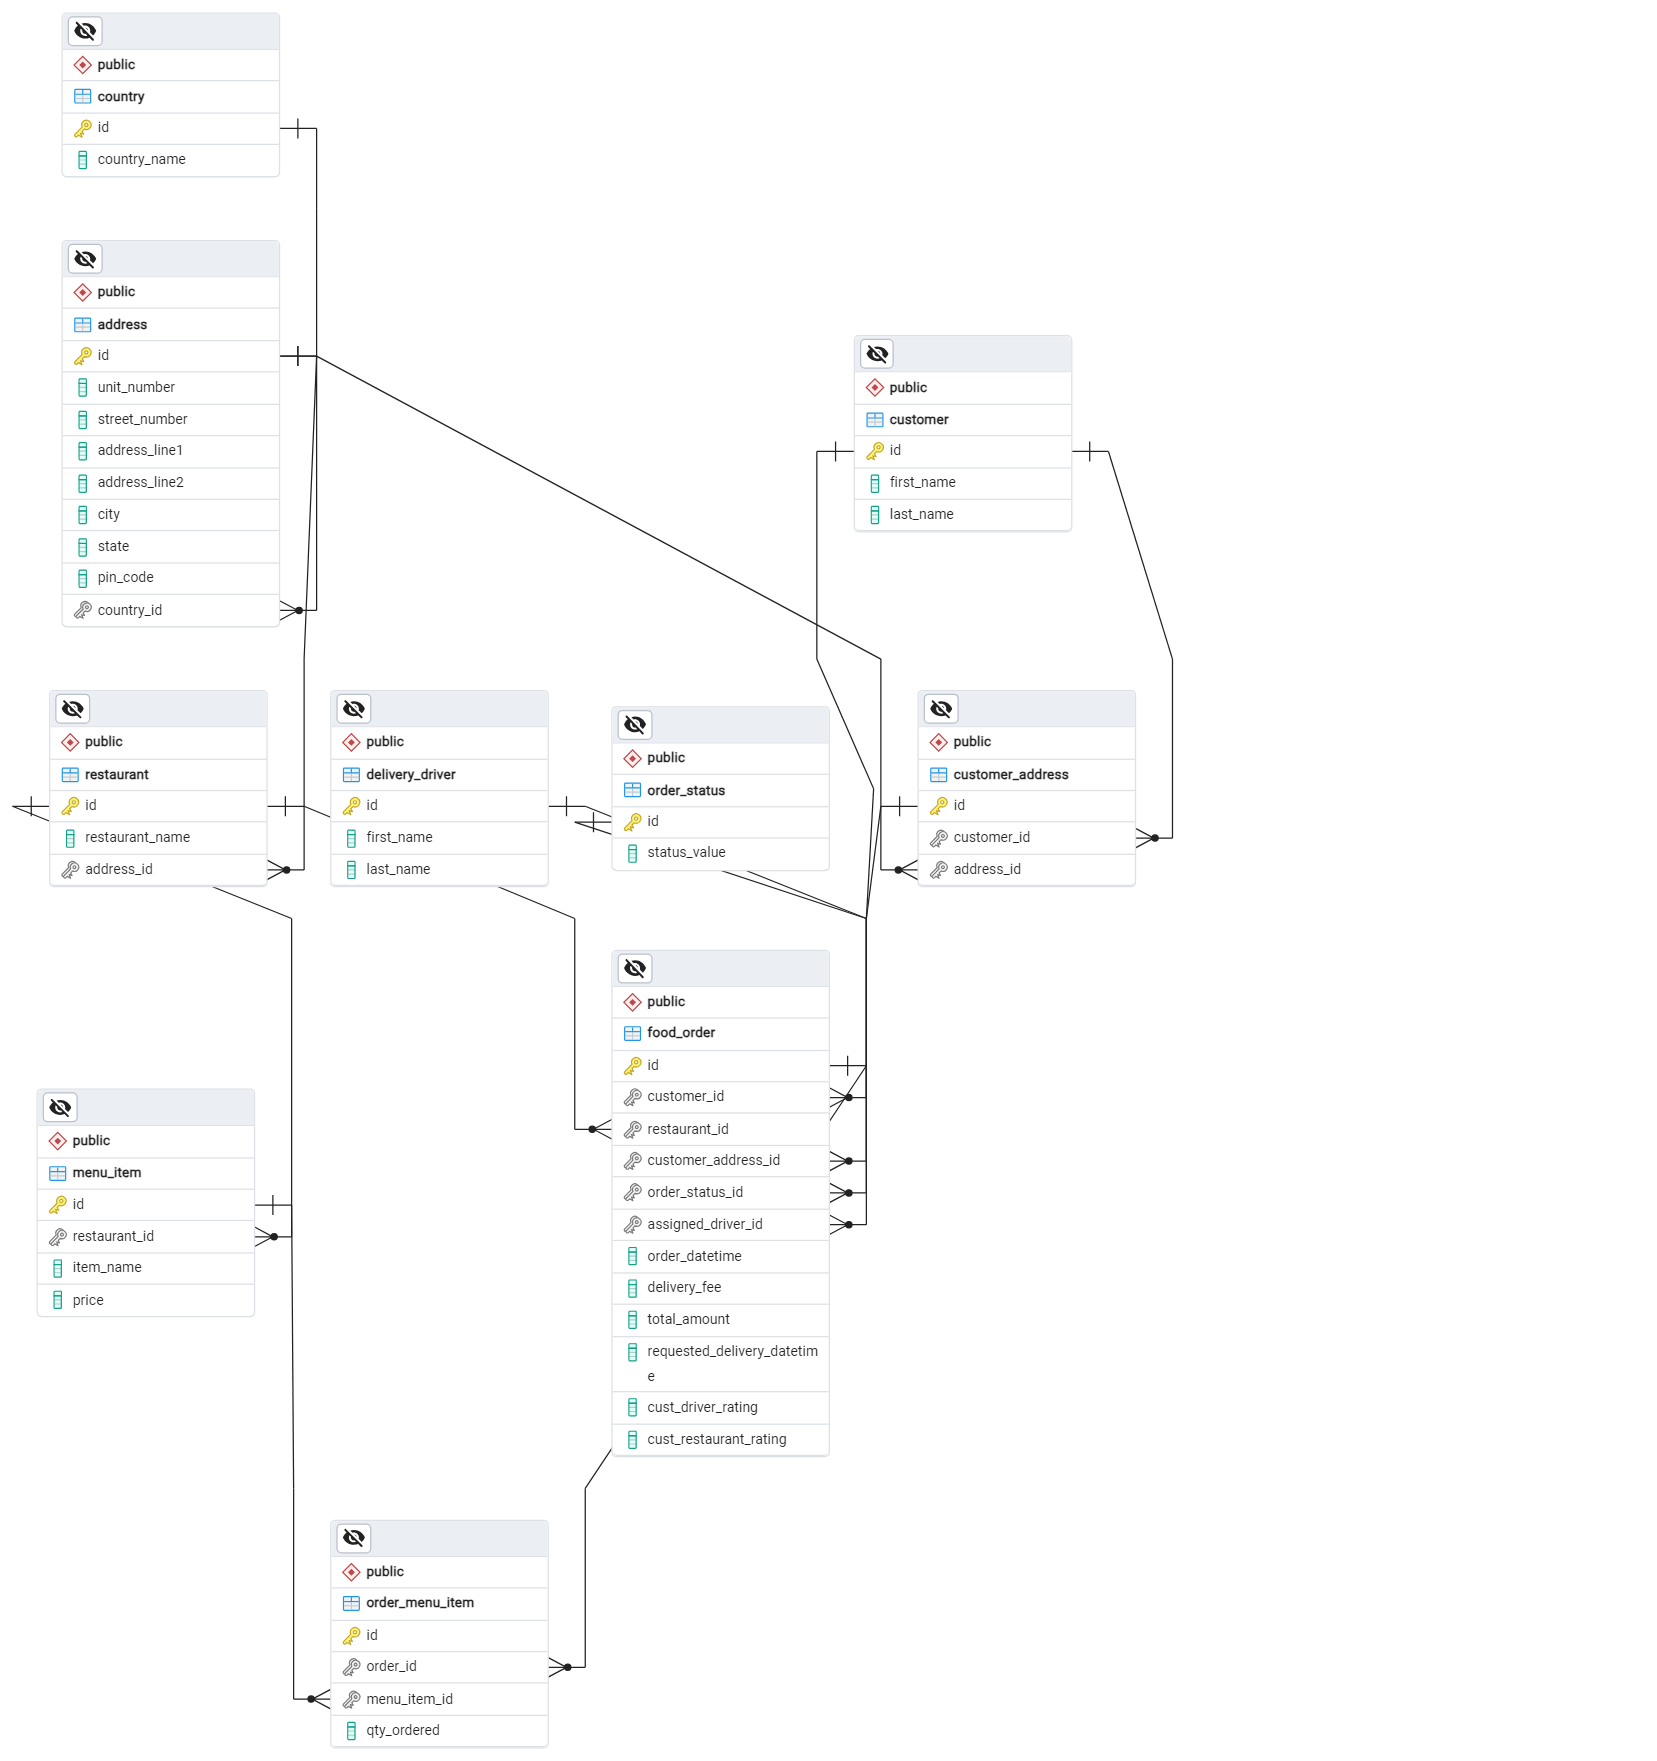 public
country
id
country_name
public
address
id
unit_number
street_number
address_line1
address_line2
city
state
pin_code
country_id
public
customer
id
first_name
last_name
public
restaurant
id
restaurant_name
address_id
public
delivery_driver
id
first_name
last_name
public
order_status
id
status_value
public
customer_address
id
customer_id
address_id
public
food_order
id
customer_id
restaurant_id
customer_address_id
order_status_id
assigned_driver_id
order_datetime
delivery_fee
total_amount
requested_delivery_datetim
e
cust_driver_rating
cust_restaurant_rating
public
menu_item
id
restaurant_id
item_name
price
public
order_menu_item
id
order_id
menu_item_id
qty_ordered